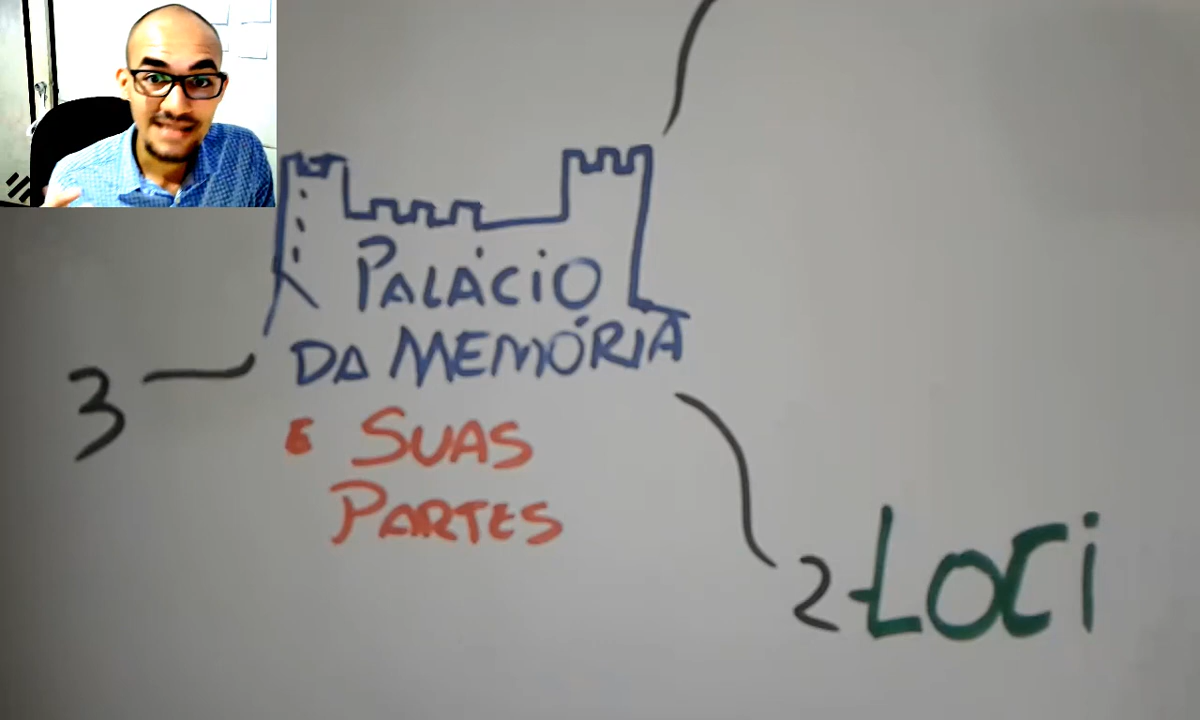 PALÁCIO
DA MEMÓRIA
E SUAS
PARTES
3
2-LOCI